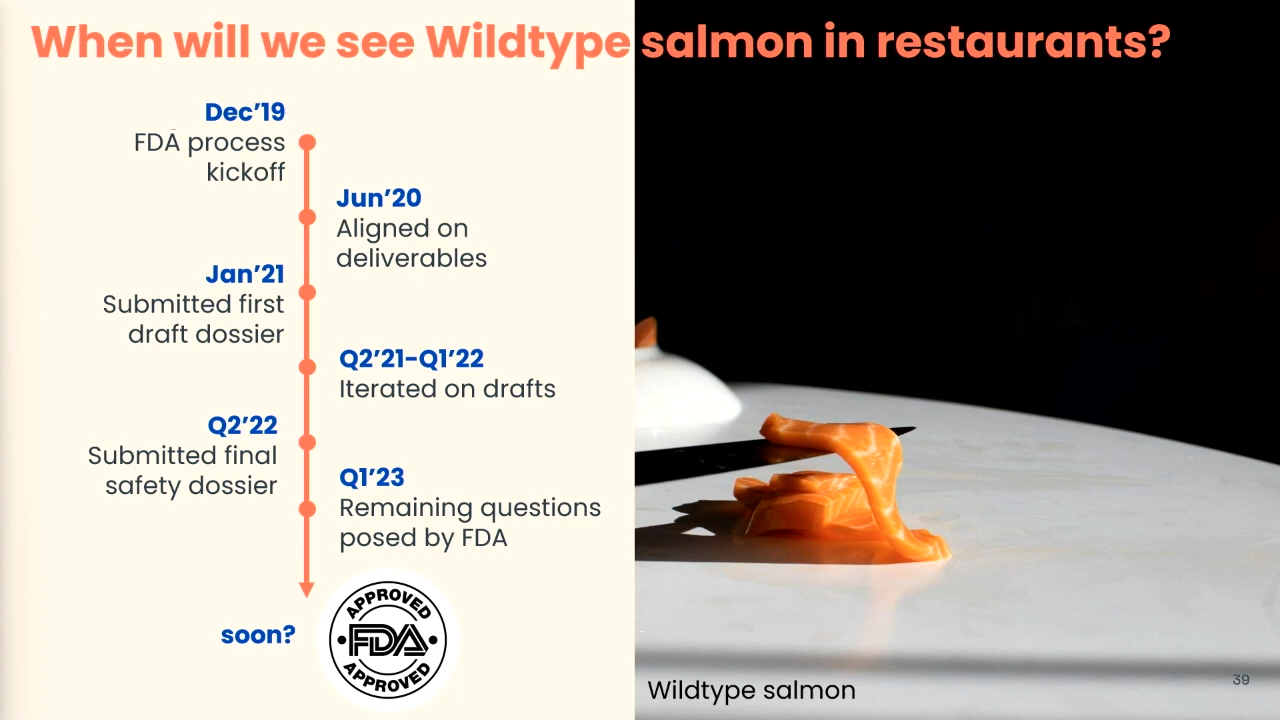 When will we see Wildtype salmon in restaurants?
Dec’19
FDA process
kickoff
Jun’20
Aligned on
deliverables
Jan’21
Submitted first
draft dossier
Q2’21–Q1’22
Iterated on drafts
Q2’22
Submitted final
safety dossier
Q1’23
Remaining questions
posed by FDA
soon?
APPROVED
FDA
APPROVED
Wildtype salmon
39